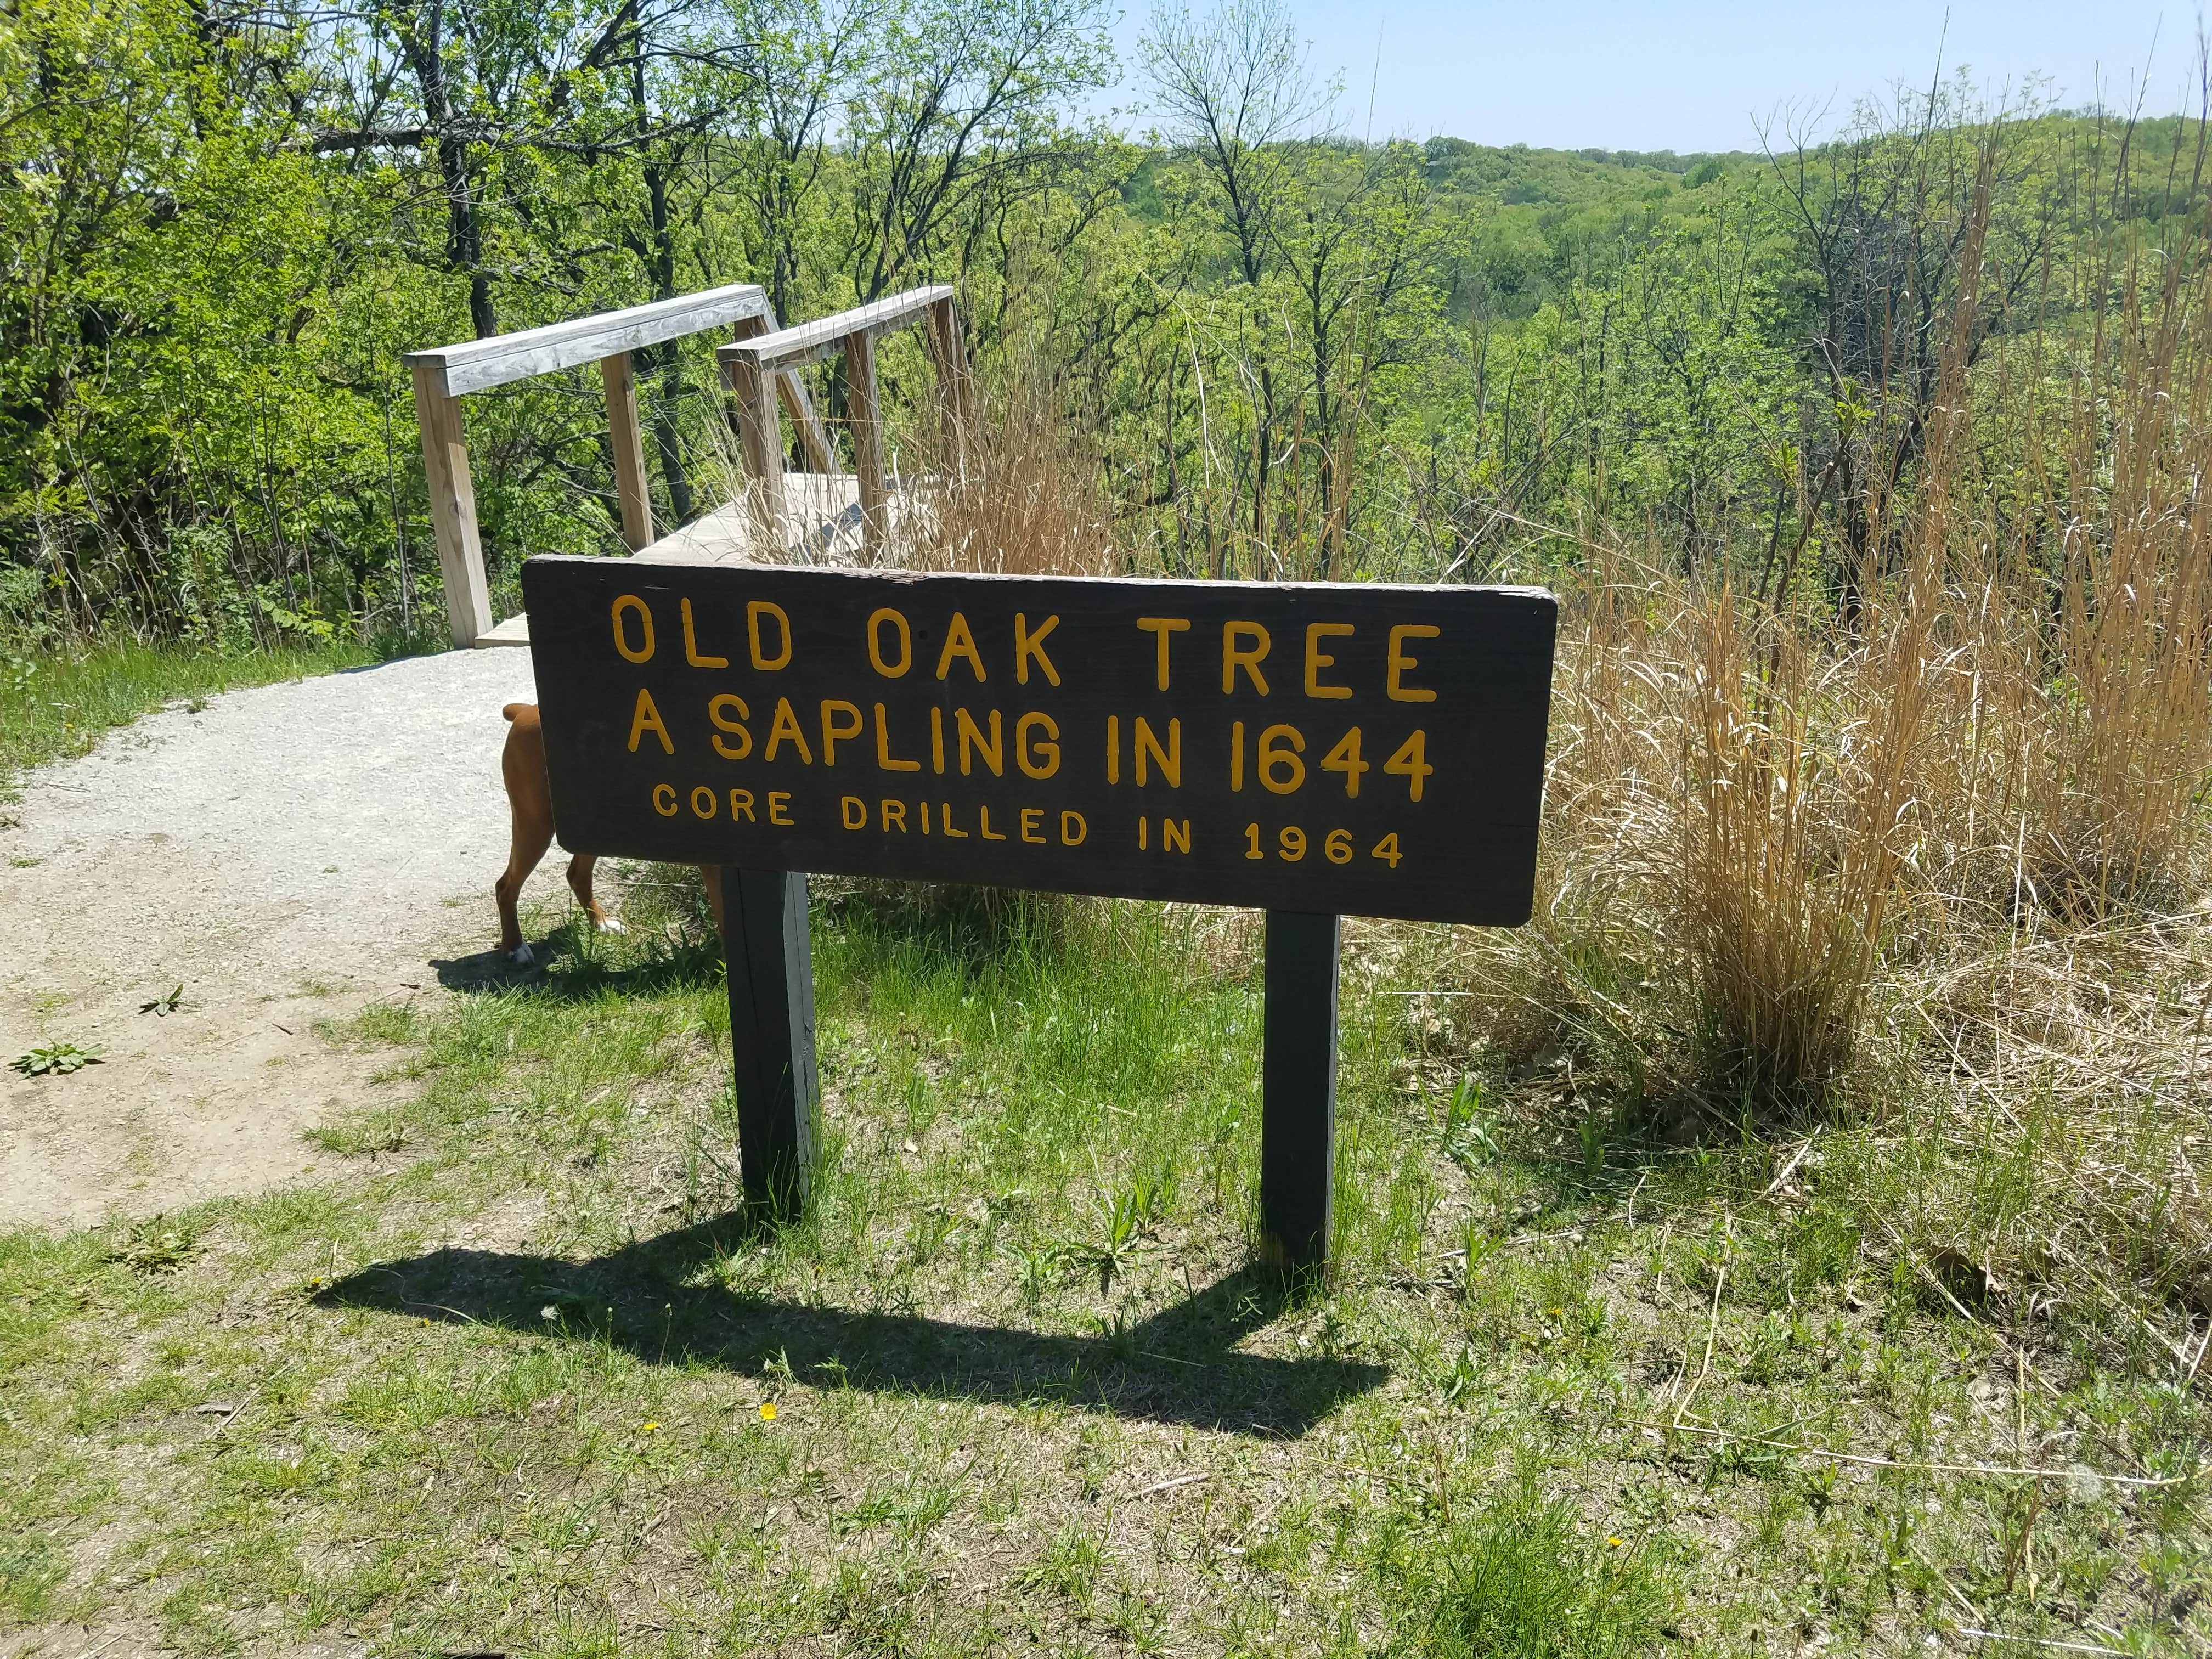 OLD OAK TREE
A SAPLING IN 1644
CORE DRILLED IN 1964